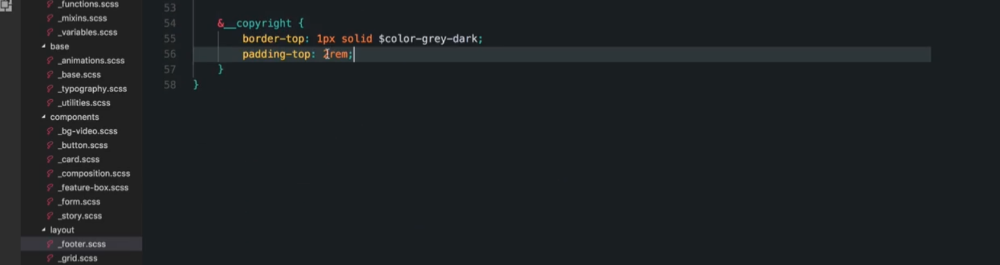 _functions.scss
_mixins.scss
_variables.scss
base
_animations.scss
_base.scss
_typography.scss
_utilities.scss
components
_bg-video.scss
_button.scss
_card.scss
_composition.scss
_feature-box.scss
_form.scss
_story.scss
layout
_footer.scss
_grid.scss
53
54 &__copyright {
55 border-top: 1px solid $color-grey-dark;
56 padding-top: 2rem;
57 }
58 }